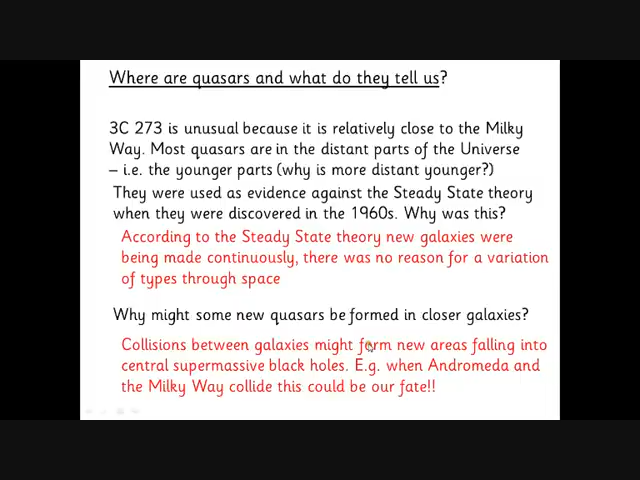 Where are quasars and what do they tell us?
3C 273 is unusual because it is relatively close to the Milky
Way. Most quasars are in the distant parts of the Universe
– i.e. the younger parts (why is more distant younger?)
They were used as evidence against the Steady State theory
when they were discovered in the 1960s. Why was this?
According to the Steady State theory new galaxies were
being made continuously, there was no reason for a variation
of types through space
Why might some new quasars be formed in closer galaxies?
Collisions between galaxies might form new areas falling into
central supermassive black holes. E.g. when Andromeda and
the Milky Way collide this could be our fate!!